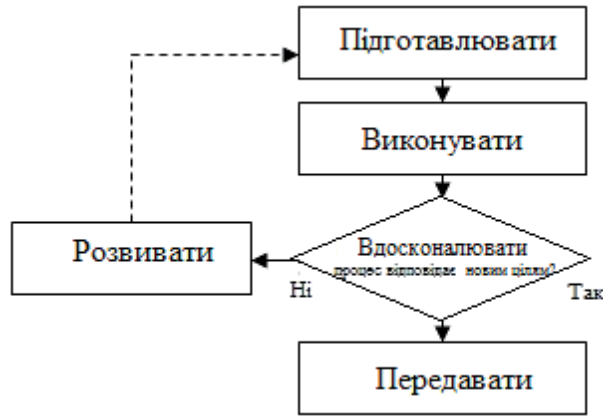 Підготавлювати
Виконувати
Вдосконалювати
процес відповідає новим цілям?
Розвивати
Ні
Так
Передавати